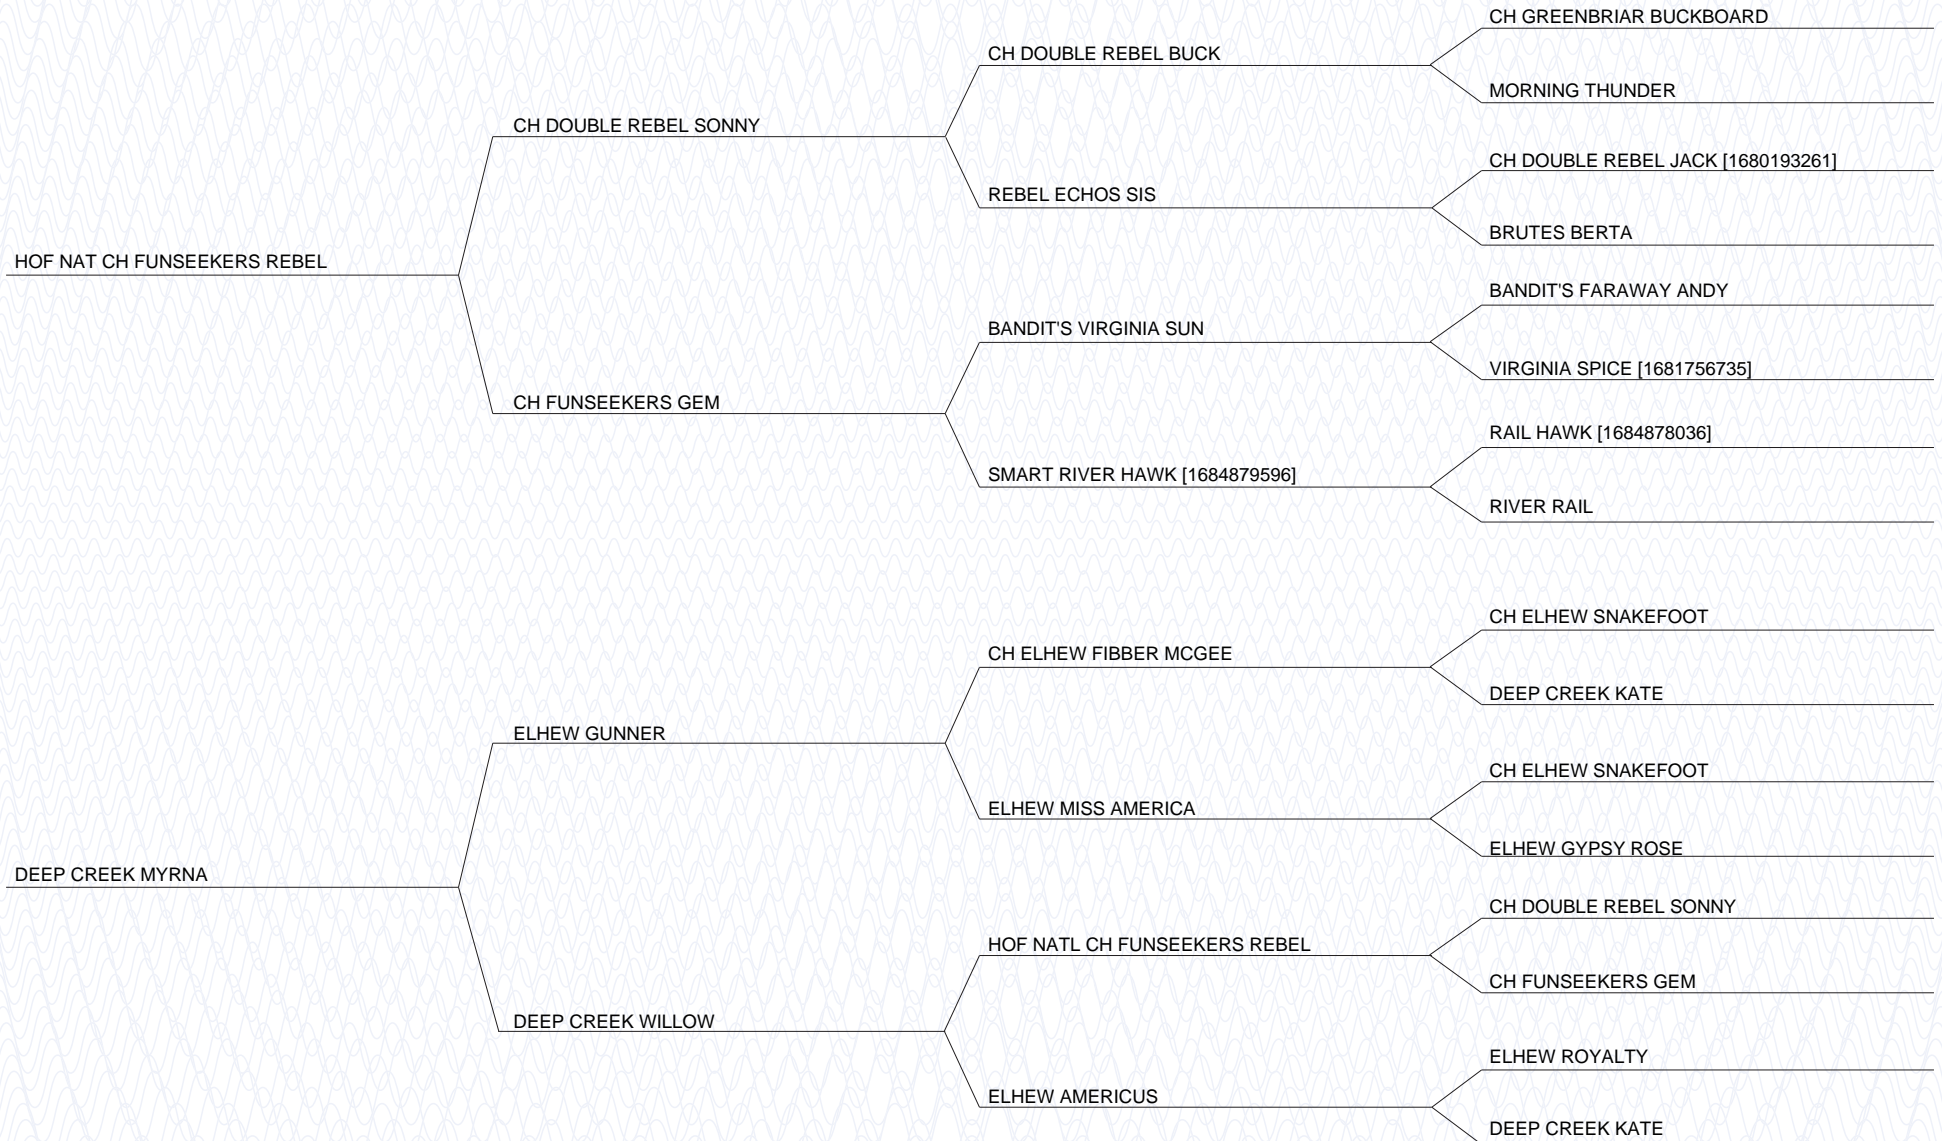 CH GREENBRIAR BUCKBOARD
CH DOUBLE REBEL BUCK
MORNING THUNDER
CH DOUBLE REBEL SONNY
CH DOUBLE REBEL JACK [1680193261]
REBEL ECHOS SIS
BRUTES BERTA
HOF NAT CH FUNSEEKERS REBEL
BANDIT'S FARAWAY ANDY
BANDIT'S VIRGINIA SUN
VIRGINIA SPICE [1681756735]
CH FUNSEEKERS GEM
RAIL HAWK [1684878036]
SMART RIVER HAWK [1684879596]
RIVER RAIL
CH ELHEW SNAKEFOOT
CH ELHEW FIBBER MCGEE
DEEP CREEK KATE
ELHEW GUNNER
CH ELHEW SNAKEFOOT
ELHEW MISS AMERICA
ELHEW GYPSY ROSE
DEEP CREEK MYRNA
CH DOUBLE REBEL SONNY
HOF NATL CH FUNSEEKERS REBEL
CH FUNSEEKERS GEM
DEEP CREEK WILLOW
ELHEW ROYALTY
ELHEW AMERICUS
DEEP CREEK KATE